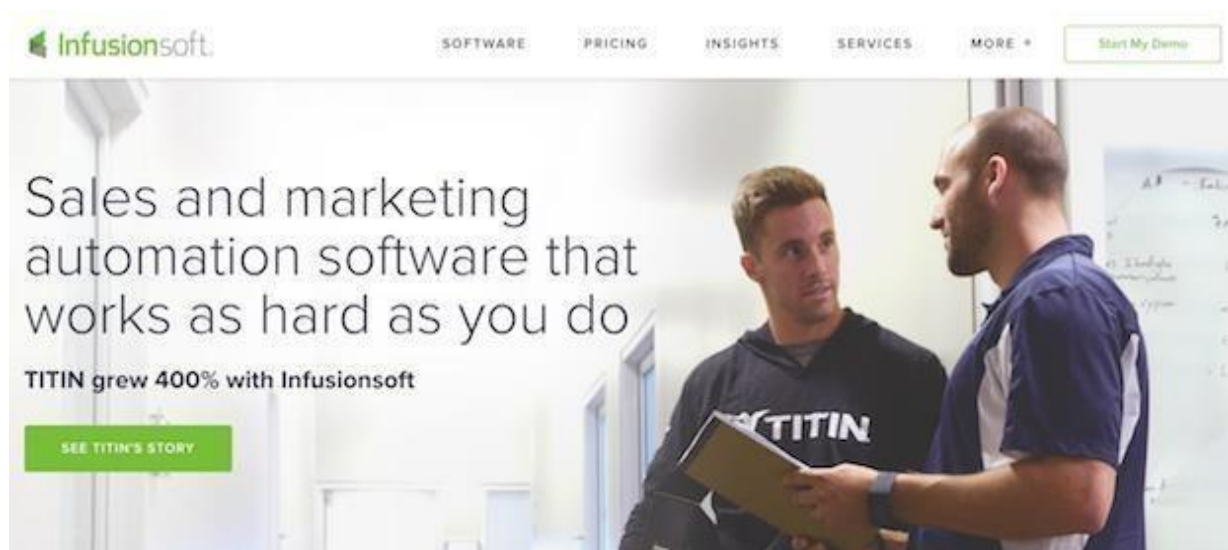 Infusionsoft.
SOFTWARE
PRICING
INSIGHTS
SERVICES
MORE +
Start My Demo
Sales and marketing
automation software that
works as hard as you do
TITIN grew 400% with Infusionsoft
SEE TITIN'S STORY
TITIN